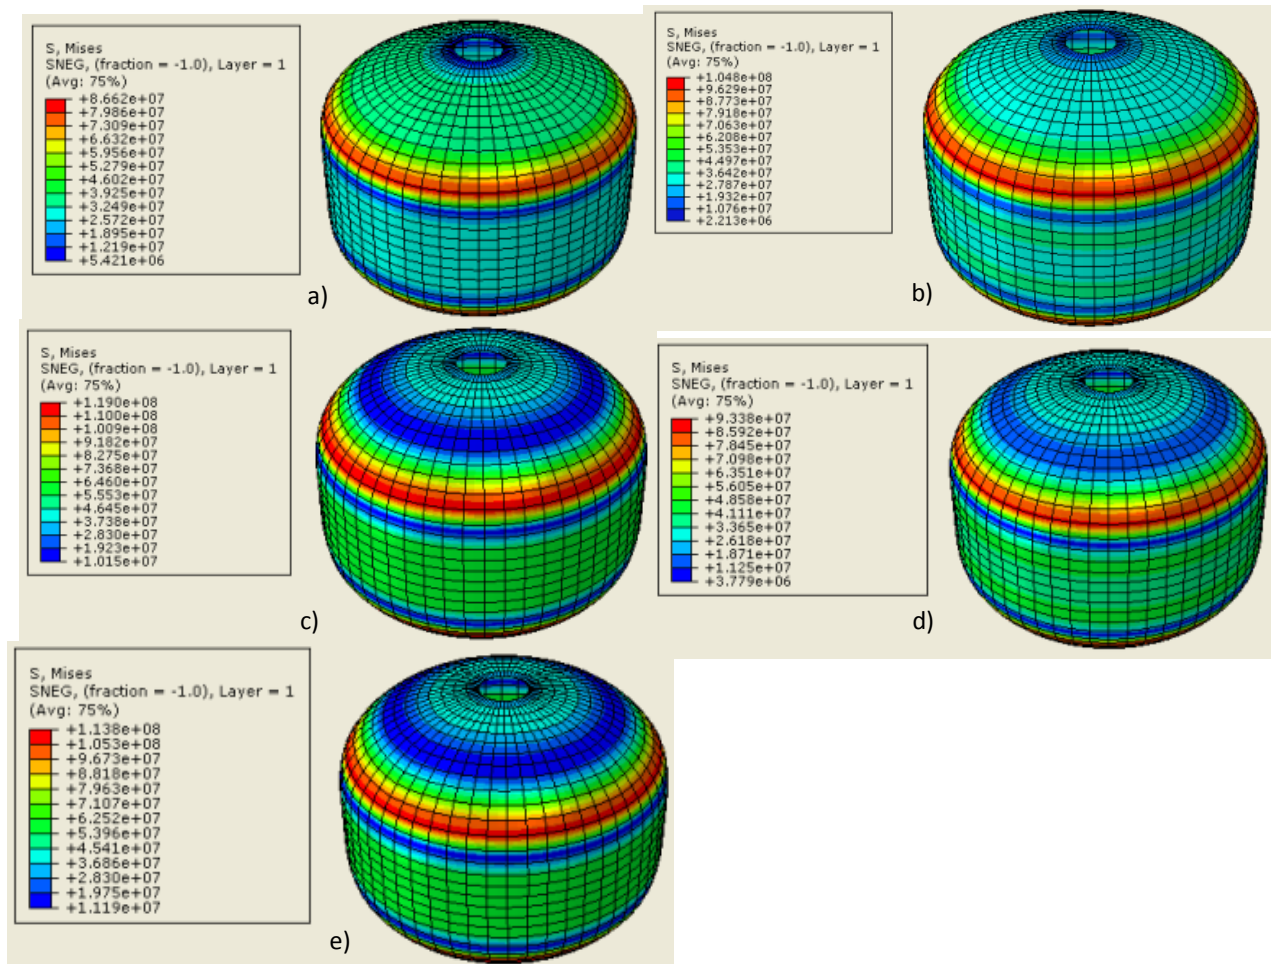 S, Mises
SNEG, (fraction = -1.0), Layer = 1
(Avg: 75%)
+8.662e+07
+7.986e+07
+7.309e+07
+6.632e+07
+5.956e+07
+5.279e+07
+4.602e+07
+3.925e+07
+3.249e+07
+2.572e+07
+1.895e+07
+1.219e+07
+5.421e+06
a)
S, Mises
SNEG, (fraction = -1.0), Layer = 1
(Avg: 75%)
+1.048e+08
+9.629e+07
+8.773e+07
+7.918e+07
+7.063e+07
+6.208e+07
+5.353e+07
+4.497e+07
+3.642e+07
+2.787e+07
+1.932e+07
+1.076e+07
+2.213e+06
b)
S, Mises
SNEG, (fraction = -1.0), Layer = 1
(Avg: 75%)
+1.190e+08
+1.100e+08
+1.009e+08
+9.182e+07
+8.275e+07
+7.368e+07
+6.460e+07
+5.553e+07
+4.645e+07
+3.738e+07
+2.830e+07
+1.923e+07
+1.015e+07
c)
S, Mises
SNEG, (fraction = -1.0), Layer = 1
(Avg: 75%)
+9.338e+07
+8.592e+07
+7.845e+07
+7.098e+07
+6.351e+07
+5.605e+07
+4.858e+07
+4.111e+07
+3.365e+07
+2.618e+07
+1.871e+07
+1.125e+07
+3.779e+06
d)
S, Mises
SNEG, (fraction = -1.0), Layer = 1
(Avg: 75%)
+1.138e+08
+1.053e+08
+9.673e+07
+8.818e+07
+7.963e+07
+7.107e+07
+6.252e+07
+5.396e+07
+4.541e+07
+3.686e+07
+2.830e+07
+1.975e+07
+1.119e+07
e)